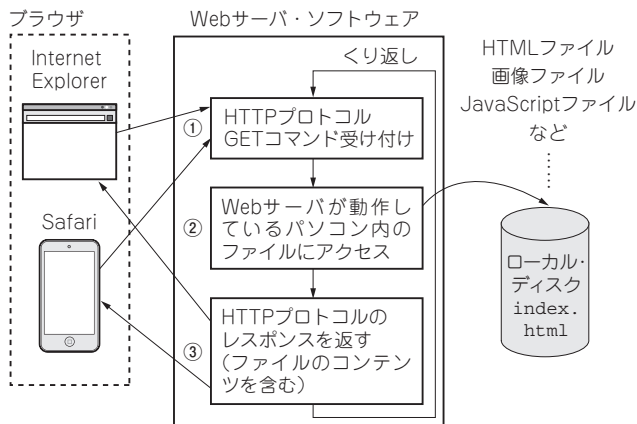 ブラウザ
Internet
Explorer
Safari
Webサーバ・ソフトウェア
くり返し
①
HTTPプロトコル
GETコマンド受け付け
②
Webサーバが動作し
ているパソコン内の
ファイルにアクセス
③
HTTPプロトコルの
レスポンスを返す
(ファイルのコンテン
ツを含む)
HTMLファイル
画像ファイル
JavaScriptファイル
など
……
ローカル・
ディスク
index.
html